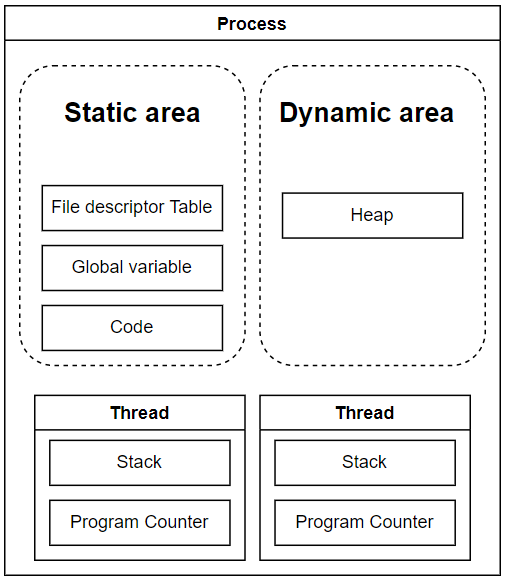 Process
Static area
File descriptor Table
Global variable
Code
Dynamic area
Heap
Thread
Stack
Program Counter
Thread
Stack
Program Counter